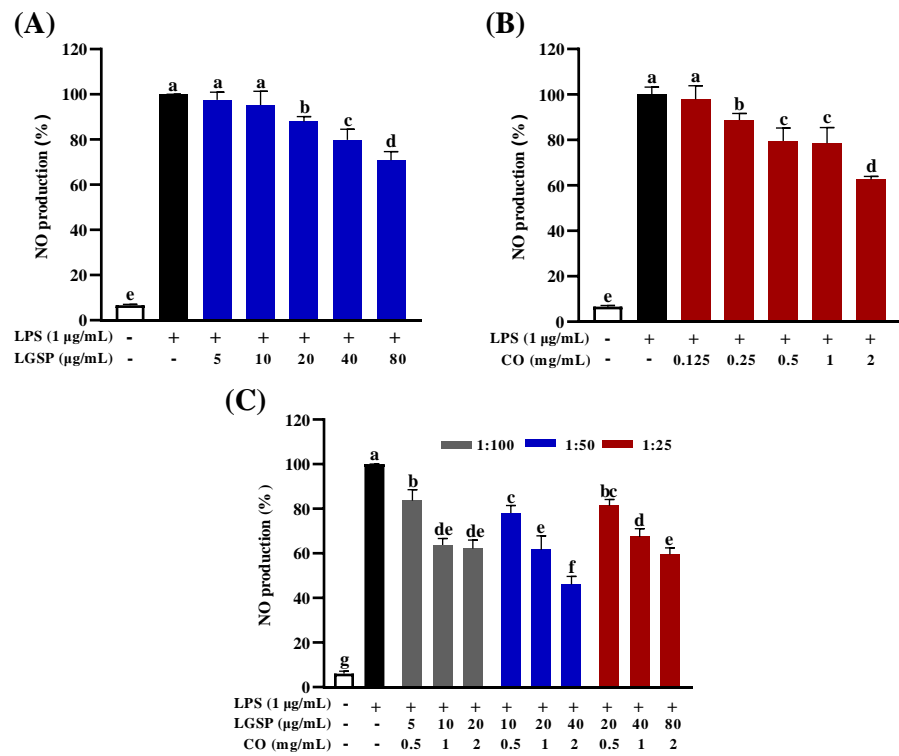 (A)
NO production (%)
120
100
80
60
40
20
0
e a a a b c d
LPS (1 μg/mL) - + + + + + +
LGSP (μg/mL) - - 5 10 20 40 80
(B)
NO production (%)
120
100
80
60
40
20
0
e a a b c c d
LPS (1 μg/mL) - + + + + + +
CO (mg/mL) - - 0.125 0.25 0.5 1 2
(C)
1:100 1:50 1:25
NO production (%)
120
100
80
60
40
20
0
g a b de de c e f bc d e
LPS (1 μg/mL) - + + + + + + + + + +
LGSP (μg/mL) - - 5 10 20 10 20 40 20 40 80
CO (mg/mL) - - 0.5 1 2 0.5 1 2 0.5 1 2